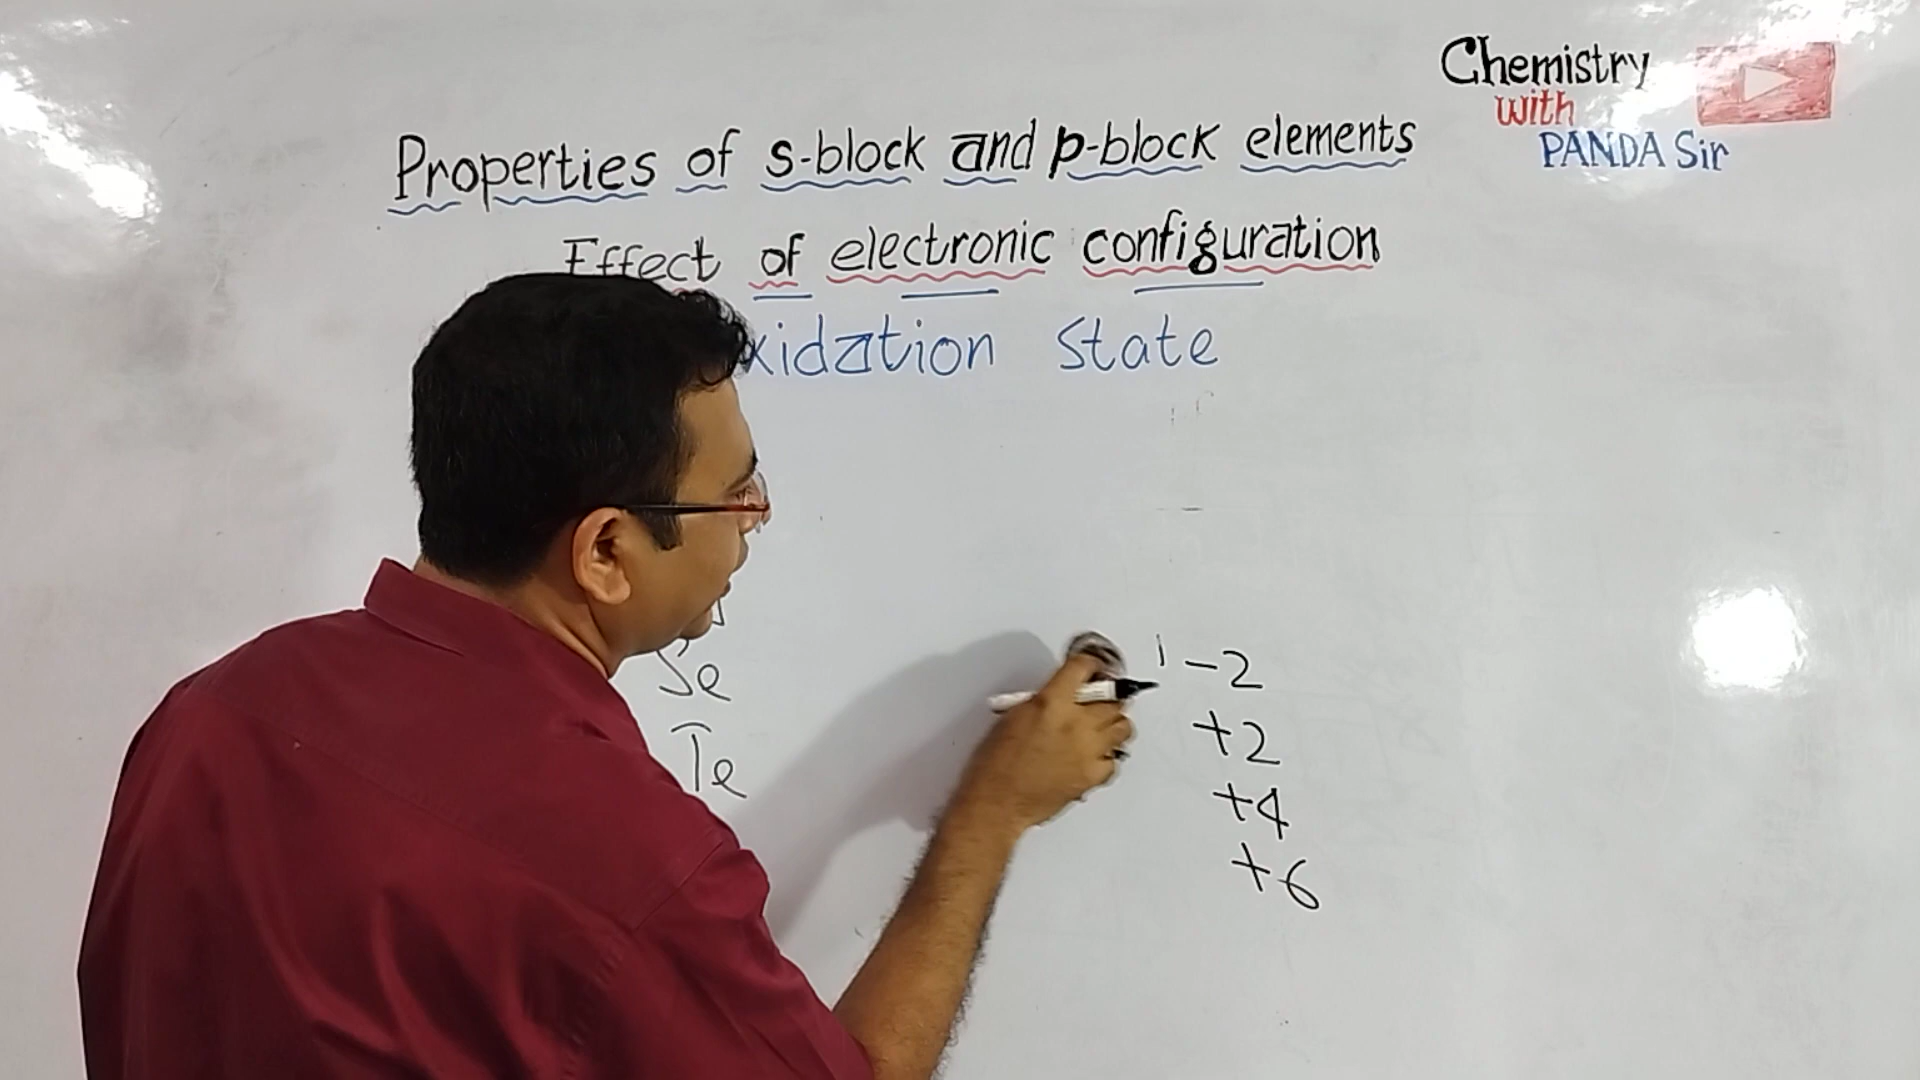 Chemistry
with
PANDA Sir
Properties of s-block and p-block elements
Effect of electronic configuration
xidation state
Se
Te
-2
+2
+4
+6